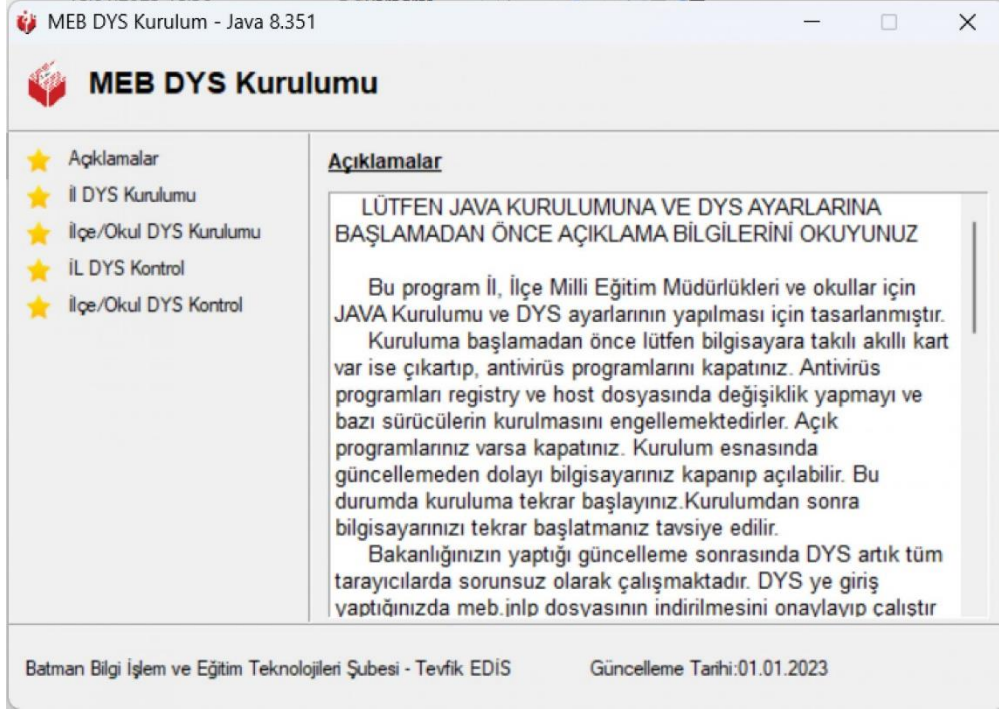 MEB DYS Kurulum - Java 8.351
MEB DYS Kurulumu
Açıklamalar
İl DYS Kurulumu
İlçe/Okul DYS Kurulumu
İL DYS Kontrol
İlçe/Okul DYS Kontrol
Açıklamalar
LÜTFEN JAVA KURULUMUNA VE DYS AYARLARINA
BAŞLAMADAN ÖNCE AÇIKLAMA BİLGİLERİNİ OKUYUNUZ
Bu program İl, İlçe Milli Eğitim Müdürlükleri ve okullar için
JAVA Kurulumu ve DYS ayarlarının yapılması için tasarlanmıştır.
Kuruluma başlamadan önce lütfen bilgisayara takılı akıllı kart
var ise çıkartıp, antivirüs programlarını kapatınız. Antivirüs
programları registry ve host dosyasında değişiklik yapmayı ve
bazı sürücülerin kurulmasını engellemektedirler. Açık
programlarınız varsa kapatınız. Kurulum esnasında
güncellemeden dolayı bilgisayarınız kapanıp açılabilir. Bu
durumda kuruluma tekrar başlayınız.Kurulumdan sonra
bilgisayarınızı tekrar başlatmanız tavsiye edilir.
Bakanlığınızın yaptığı güncelleme sonrasında DYS artık tüm
tarayıcılarda sorunsuz olarak çalışmaktadır. DYS ye giriş
yaptığınızda meb.jnlp dosyasının indirilmesini onaylayıp çalıştır
Batman Bilgi İşlem ve Eğitim Teknolojileri Şubesi - Tevfik EDİS
Güncelleme Tarihi:01.01.2023